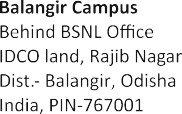 Balangir Campus
Behind BSNL Office
IDCO land, Rajib Nagar
Dist.- Balangir, Odisha
India, PIN-767001